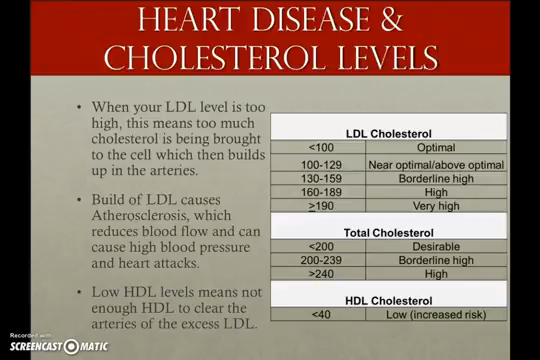 HEART DISEASE &
CHOLESTEROL LEVELS
• When your LDL level is too
high, this means too much
cholesterol is being brought
to the cell which then builds
up in the arteries.
• Build of LDL causes
Atherosclerosis, which
reduces blood flow and can
cause high blood pressure
and heart attacks.
• Low HDL levels means not
enough HDL to clear the
arteries of the excess LDL.
LDL Cholesterol
<100 Optimal
100-129 Near optimal/above optimal
130-159 Borderline high
160-189 High
≥190 Very high
Total Cholesterol
<200 Desirable
200-239 Borderline high
>240 High
HDL Cholesterol
<40 Low (increased risk)
Recorded with
SCREENCAST-O-MATIC